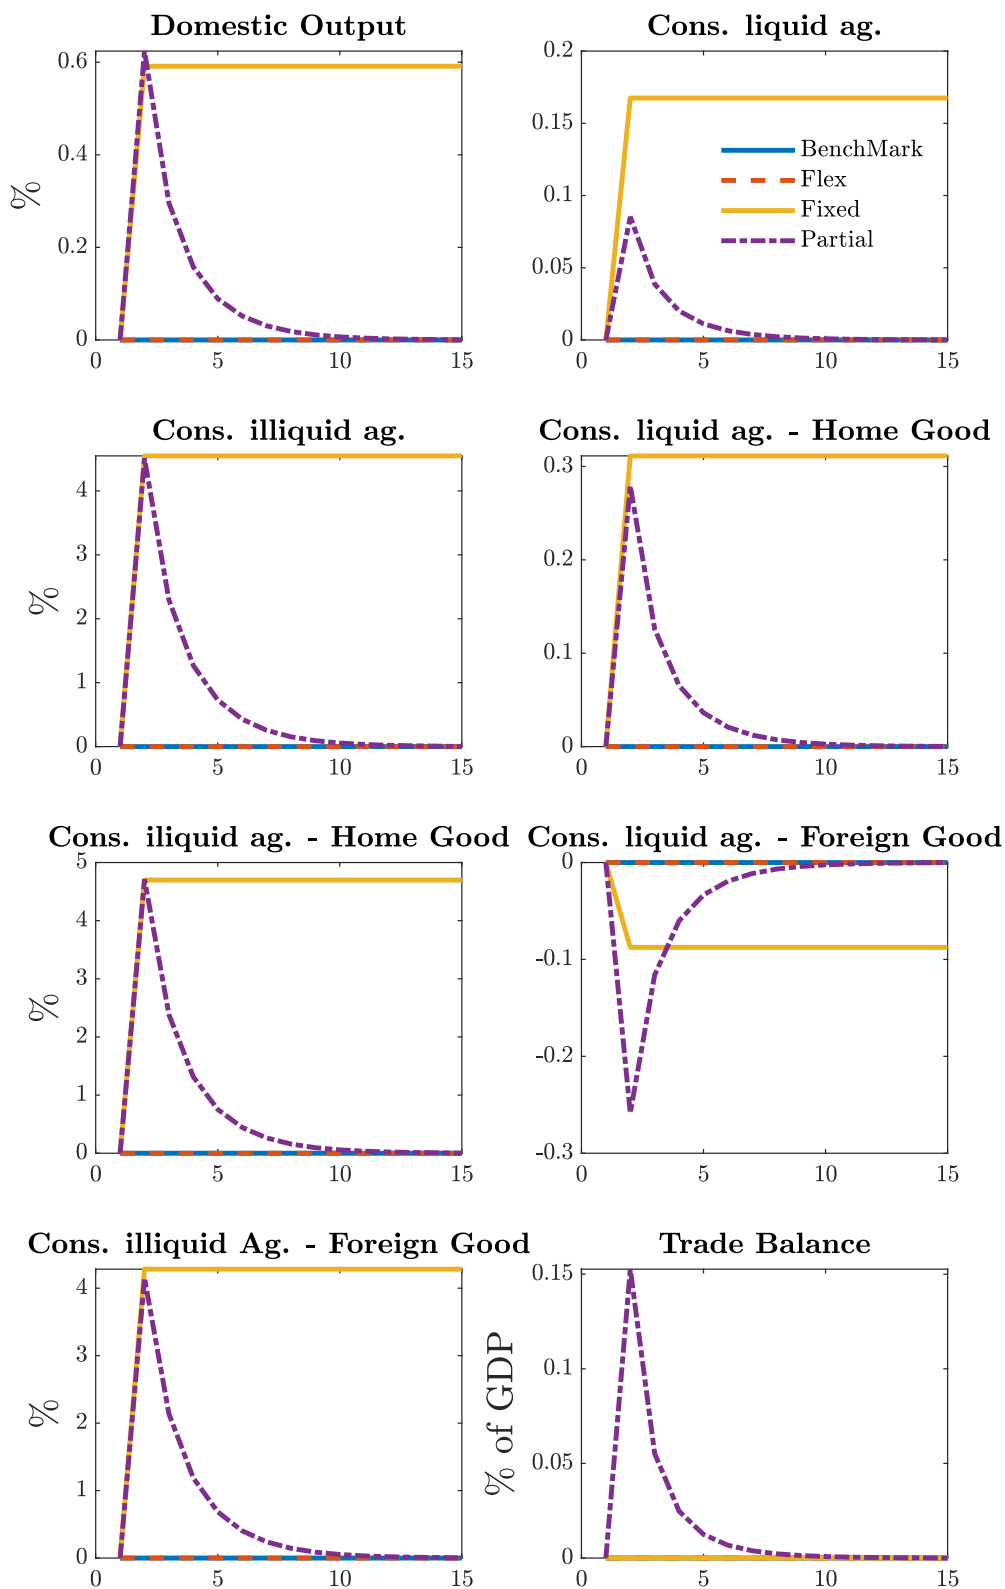 Domestic Output
%
0.6
0.4
0.2
0
0 5 10 15
Cons. liquid ag.
0.2
0.15
0.1
0.05
0
BenchMark
Flex
Fixed
Partial
0 5 10 15
Cons. illiquid ag.
%
4
3
2
1
0
0 5 10 15
Cons. liquid ag. - Home Good
0.3
0.2
0.1
0
0 5 10 15
Cons. iliquid ag. - Home Good
%
5
4
3
2
1
0
0 5 10 15
Cons. liquid ag. - Foreign Good
0
-0.1
-0.2
-0.3
0 5 10 15
Cons. illiquid Ag. - Foreign Good
%
4
3
2
1
0
0 5 10 15
Trade Balance
% of GDP
0.15
0.1
0.05
0
0 5 10 15